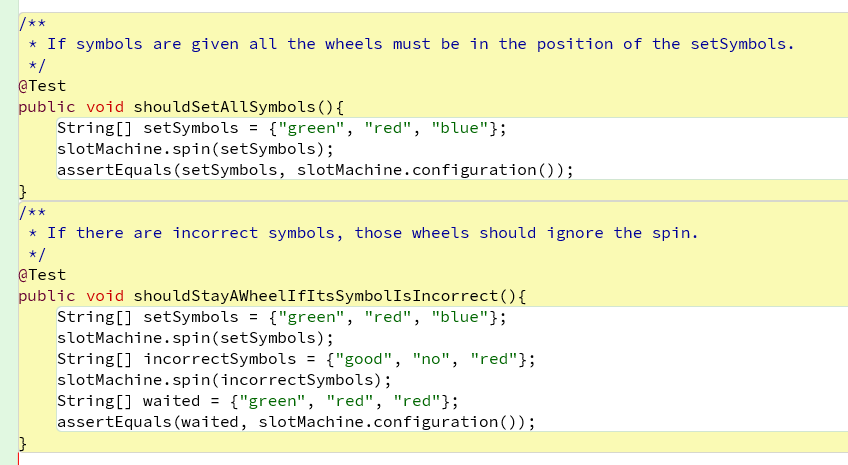 /**
 * If symbols are given all the wheels must be in the position of the setSymbols.
 */
@Test
public void shouldSetAllSymbols(){
    String[] setSymbols = {"green", "red", "blue"};
    slotMachine.spin(setSymbols);
    assertEquals(setSymbols, slotMachine.configuration());
}
/**
 * If there are incorrect symbols, those wheels should ignore the spin.
 */
@Test
public void shouldStayAWheelIfItsSymbolIsIncorrect(){
    String[] setSymbols = {"green", "red", "blue"};
    slotMachine.spin(setSymbols);
    String[] incorrectSymbols = {"good", "no", "red"};
    slotMachine.spin(incorrectSymbols);
    String[] waited = {"green", "red", "red"};
    assertEquals(waited, slotMachine.configuration());
}